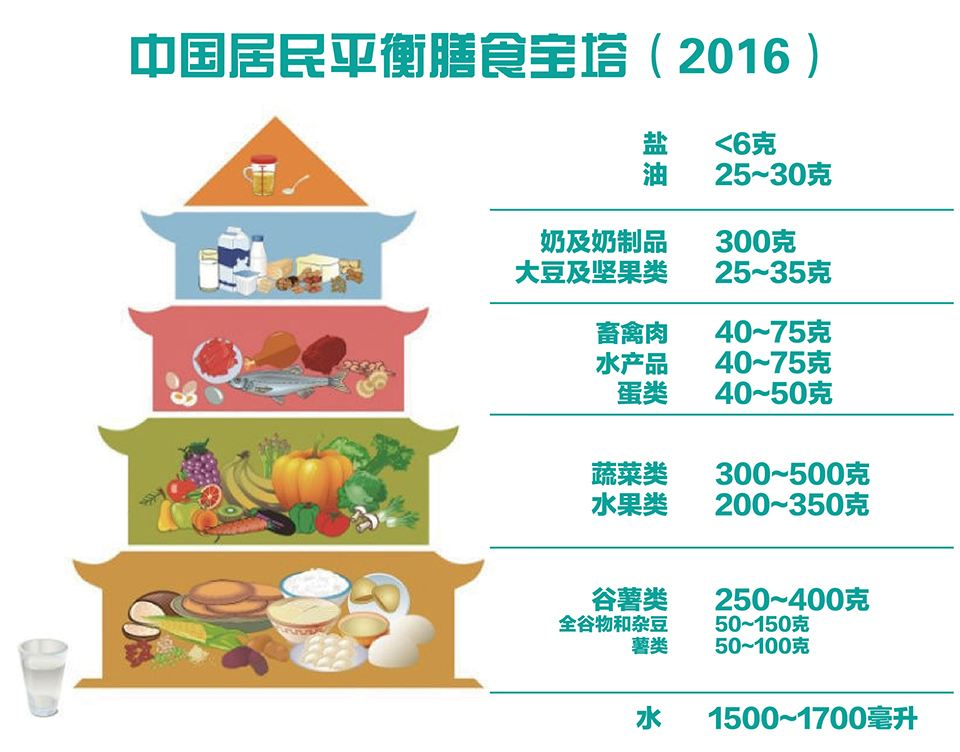 中国居民平衡膳食宝塔（2016）
盐 <6克
油 25~30克
奶及奶制品 300克
大豆及坚果类 25~35克
畜禽肉 40~75克
水产品 40~75克
蛋类 40~50克
蔬菜类 300~500克
水果类 200~350克
谷薯类 250~400克
全谷物和杂豆 50~150克
薯类 50~100克
水 1500~1700毫升